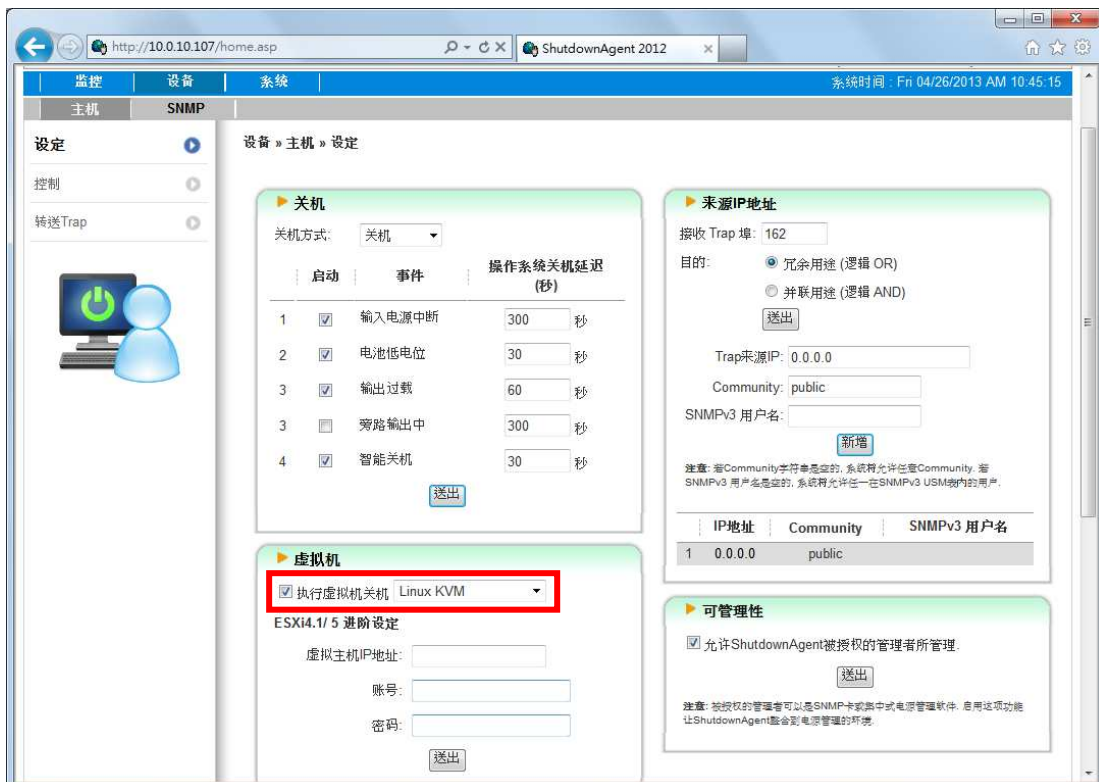 http://10.0.10.107/home.asp
ShutdownAgent 2012
监控 设备 系统
系统时间 : Fri 04/26/2013 AM 10:45:15
主机 SNMP
设定
控制
转送Trap
设备 » 主机 » 设定
关机
关机方式: 关机
启动 事件 操作系统关机延迟
(秒)
1 输入电源中断 300 秒
2 电池低电位 30 秒
3 输出过载 60 秒
3 旁路输出中 300 秒
4 智能关机 30 秒
送出
虚拟机
执行虚拟机关机 Linux KVM
ESXi4.1/ 5 进阶设定
虚拟主机IP地址:
账号:
密码:
送出
来源IP地址
接收 Trap 埠: 162
目的: 冗余用途 (逻辑 OR)
并联用途 (逻辑 AND)
送出
Trap来源IP: 0.0.0.0
Community: public
SNMPv3 用户名:
新增
注意: 若Community字符串是空的, 系统将允许任意Community. 若
SNMPv3 用户名是空的, 系统将允许任一在SNMPv3 USM表内的用户.
IP地址 Community SNMPv3 用户名
1 0.0.0.0 public
可管理性
允许ShutdownAgent被授权的管理者所管理.
送出
注意: 被授权的管理者可以是SNMP卡或集中式电源管理软件. 启用这项功能
让ShutdownAgent整合到电源管理的环境.